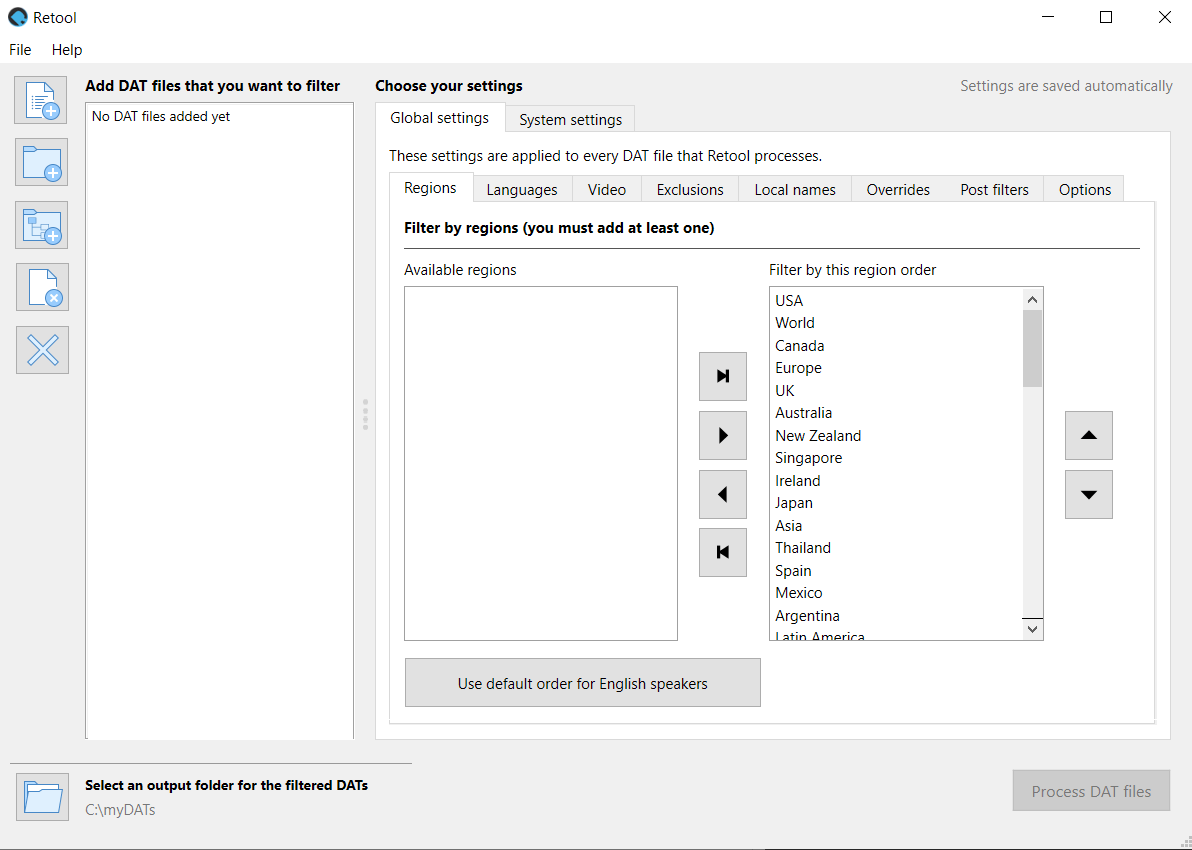 Retool
File Help
Add DAT files that you want to filter
No DAT files added yet
Choose your settings
Settings are saved automatically
Global settings System settings
These settings are applied to every DAT file that Retool processes.
Regions Languages Video Exclusions Local names Overrides Post filters Options
Filter by regions (you must add at least one)
Available regions
Filter by this region order
USA
World
Canada
Europe
UK
Australia
New Zealand
Singapore
Ireland
Japan
Asia
Thailand
Spain
Mexico
Argentina
Latin America
Use default order for English speakers
Select an output folder for the filtered DATs
C:\myDATs
Process DAT files